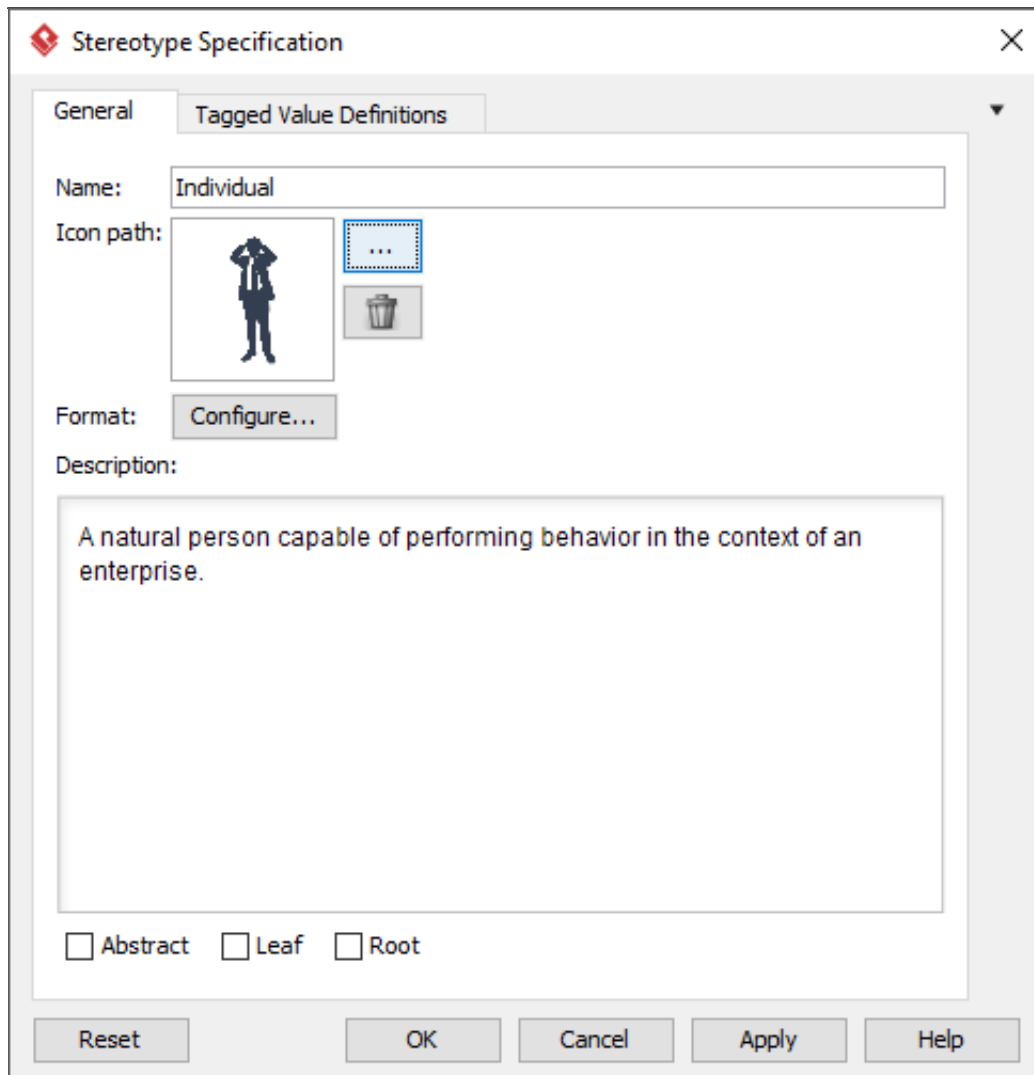 Stereotype Specification
General
Tagged Value Definitions
Name:
Individual
Icon path:
...
Format:
Configure...
Description:
A natural person capable of performing behavior in the context of an
enterprise.
Abstract
Leaf
Root
Reset
OK
Cancel
Apply
Help